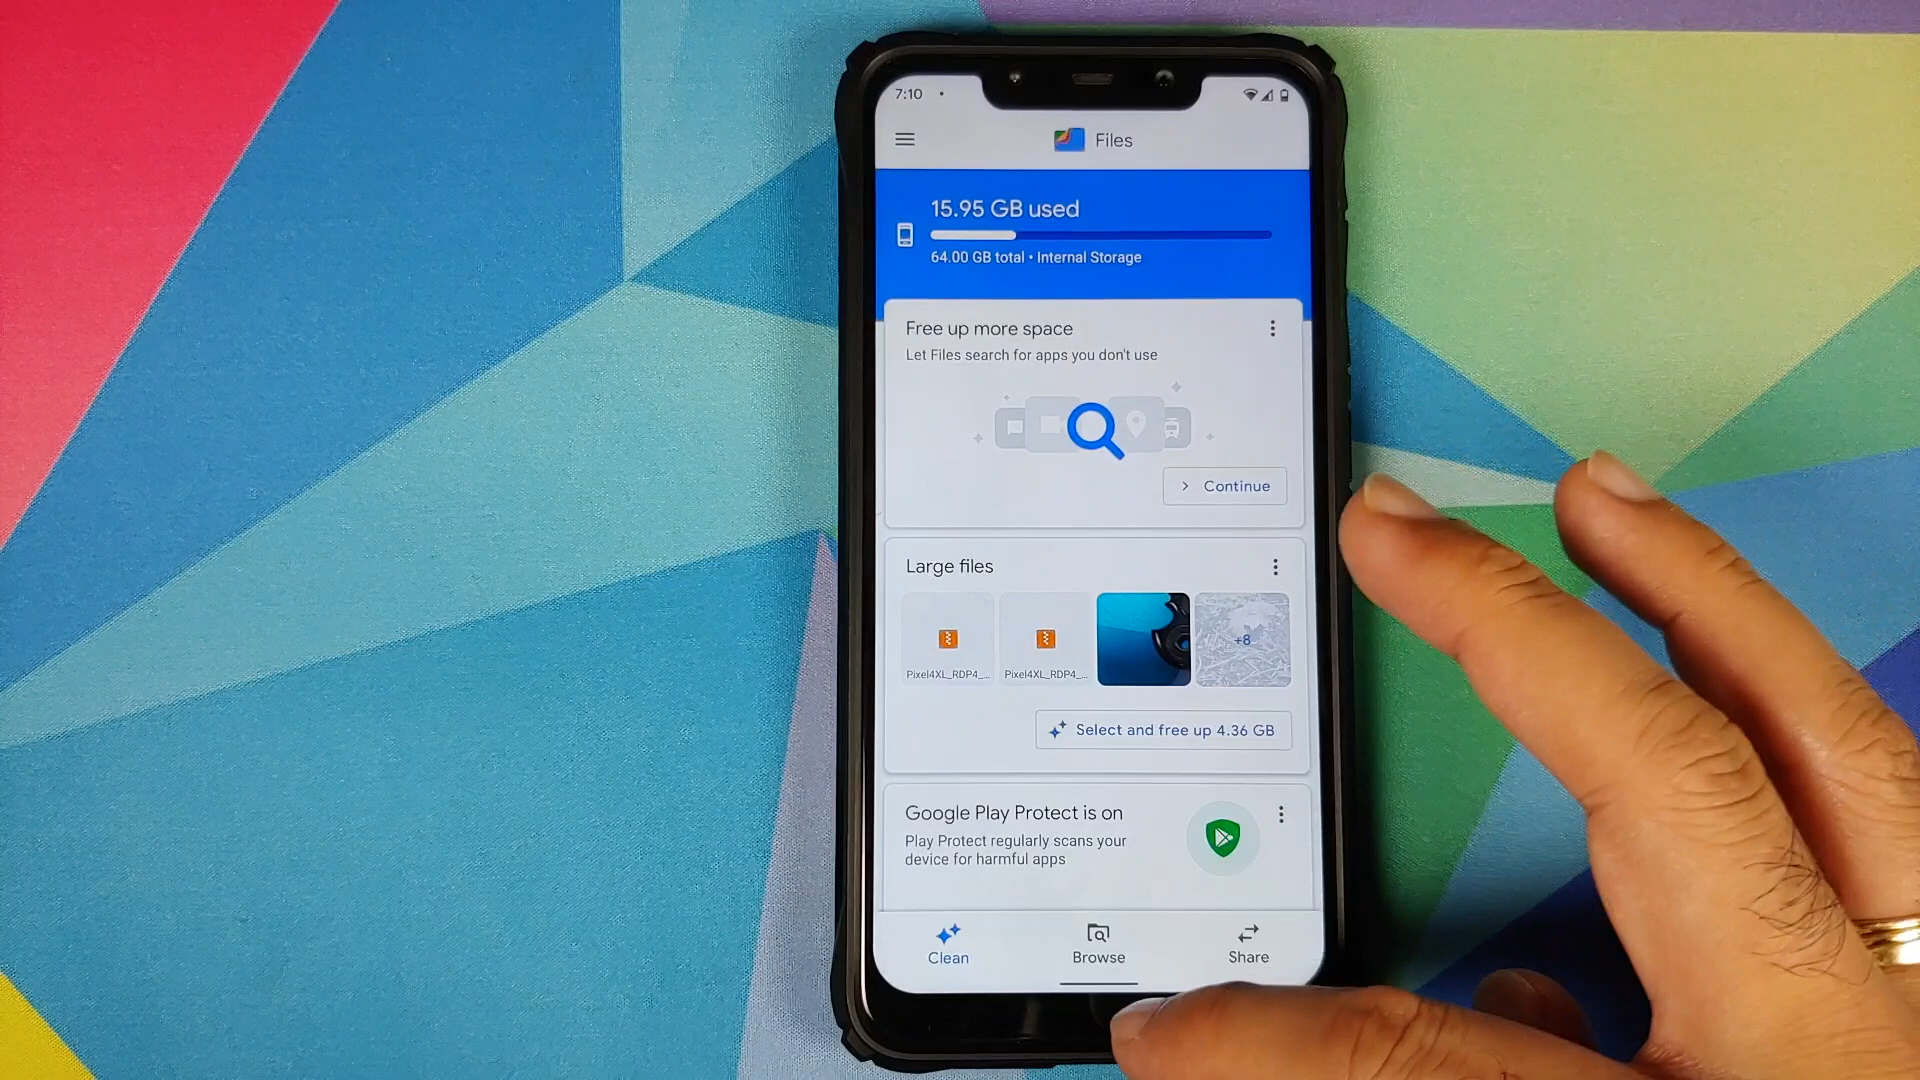 7:10
Files
15.95 GB used
64.00 GB total • Internal Storage
Free up more space
Let Files search for apps you don't use
Continue
Large files
Pixel4XL_RDP4_...
Pixel4XL_RDP4_...
+8
Select and free up 4.36 GB
Google Play Protect is on
Play Protect regularly scans your
device for harmful apps
Clean
Browse
Share